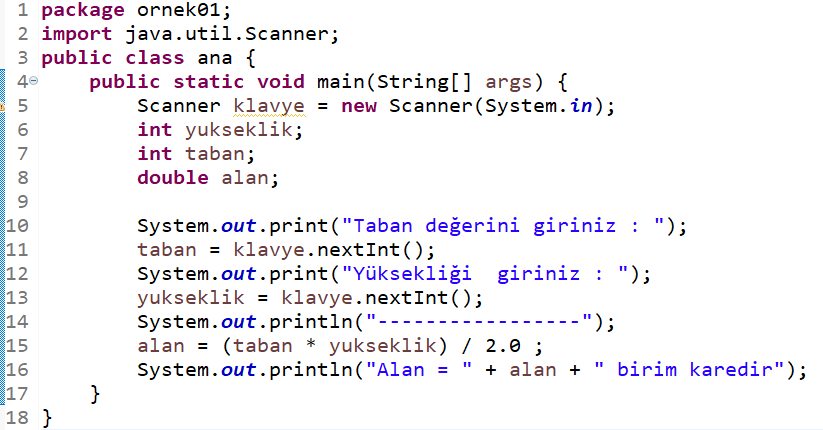 1 package ornek01;
2 import java.util.Scanner;
3 public class ana {
4 public static void main(String[] args) {
5 Scanner klavye = new Scanner(System.in);
6 int yukseklik;
7 int taban;
8 double alan;
9
10 System.out.print("Taban değerini giriniz : ");
11 taban = klavye.nextInt();
12 System.out.print("Yüksekliği  giriniz : ");
13 yukseklik = klavye.nextInt();
14 System.out.println("-----------------");
15 alan = (taban * yukseklik) / 2.0 ;
16 System.out.println("Alan = " + alan + " birim karedir");
17 }
18 }